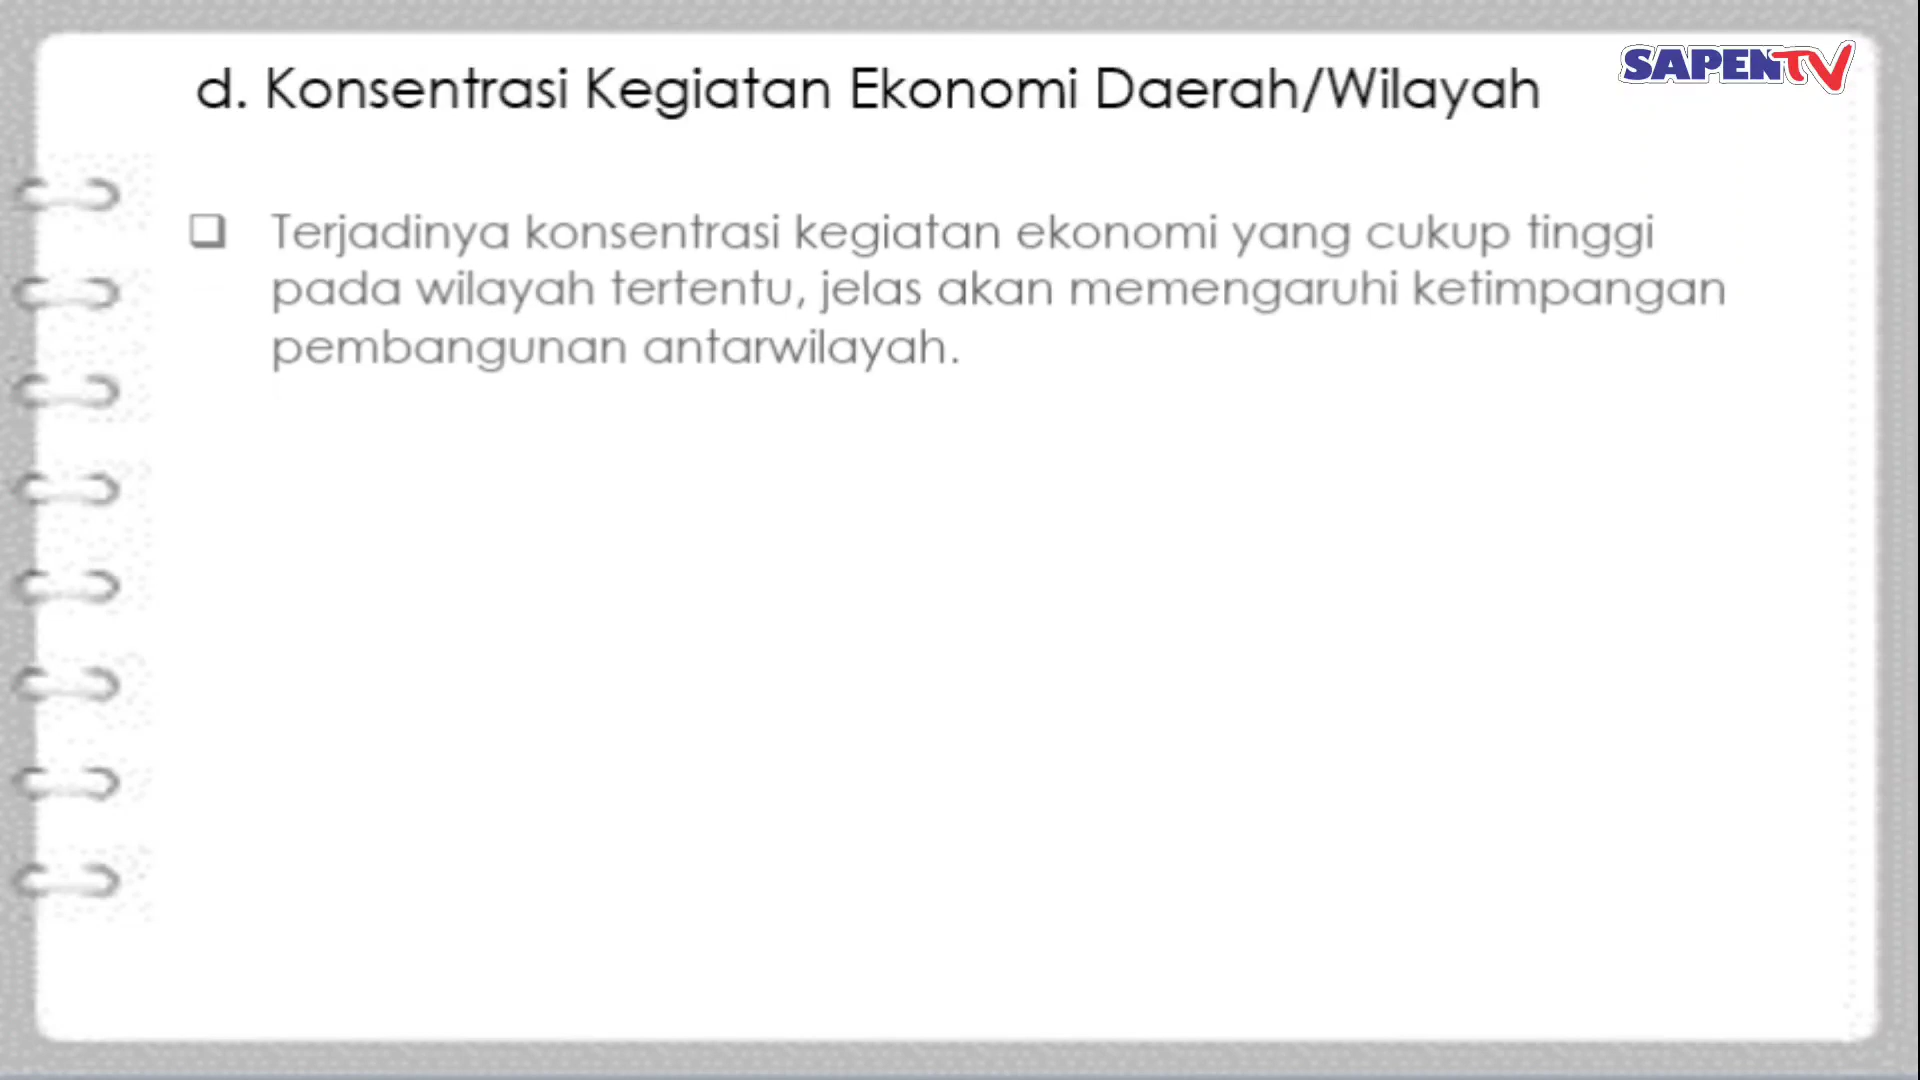 d. Konsentrasi Kegiatan Ekonomi Daerah/Wilayah
SAPENTV
Terjadinya konsentrasi kegiatan ekonomi yang cukup tinggi
pada wilayah tertentu, jelas akan memengaruhi ketimpangan
pembangunan antarwilayah.